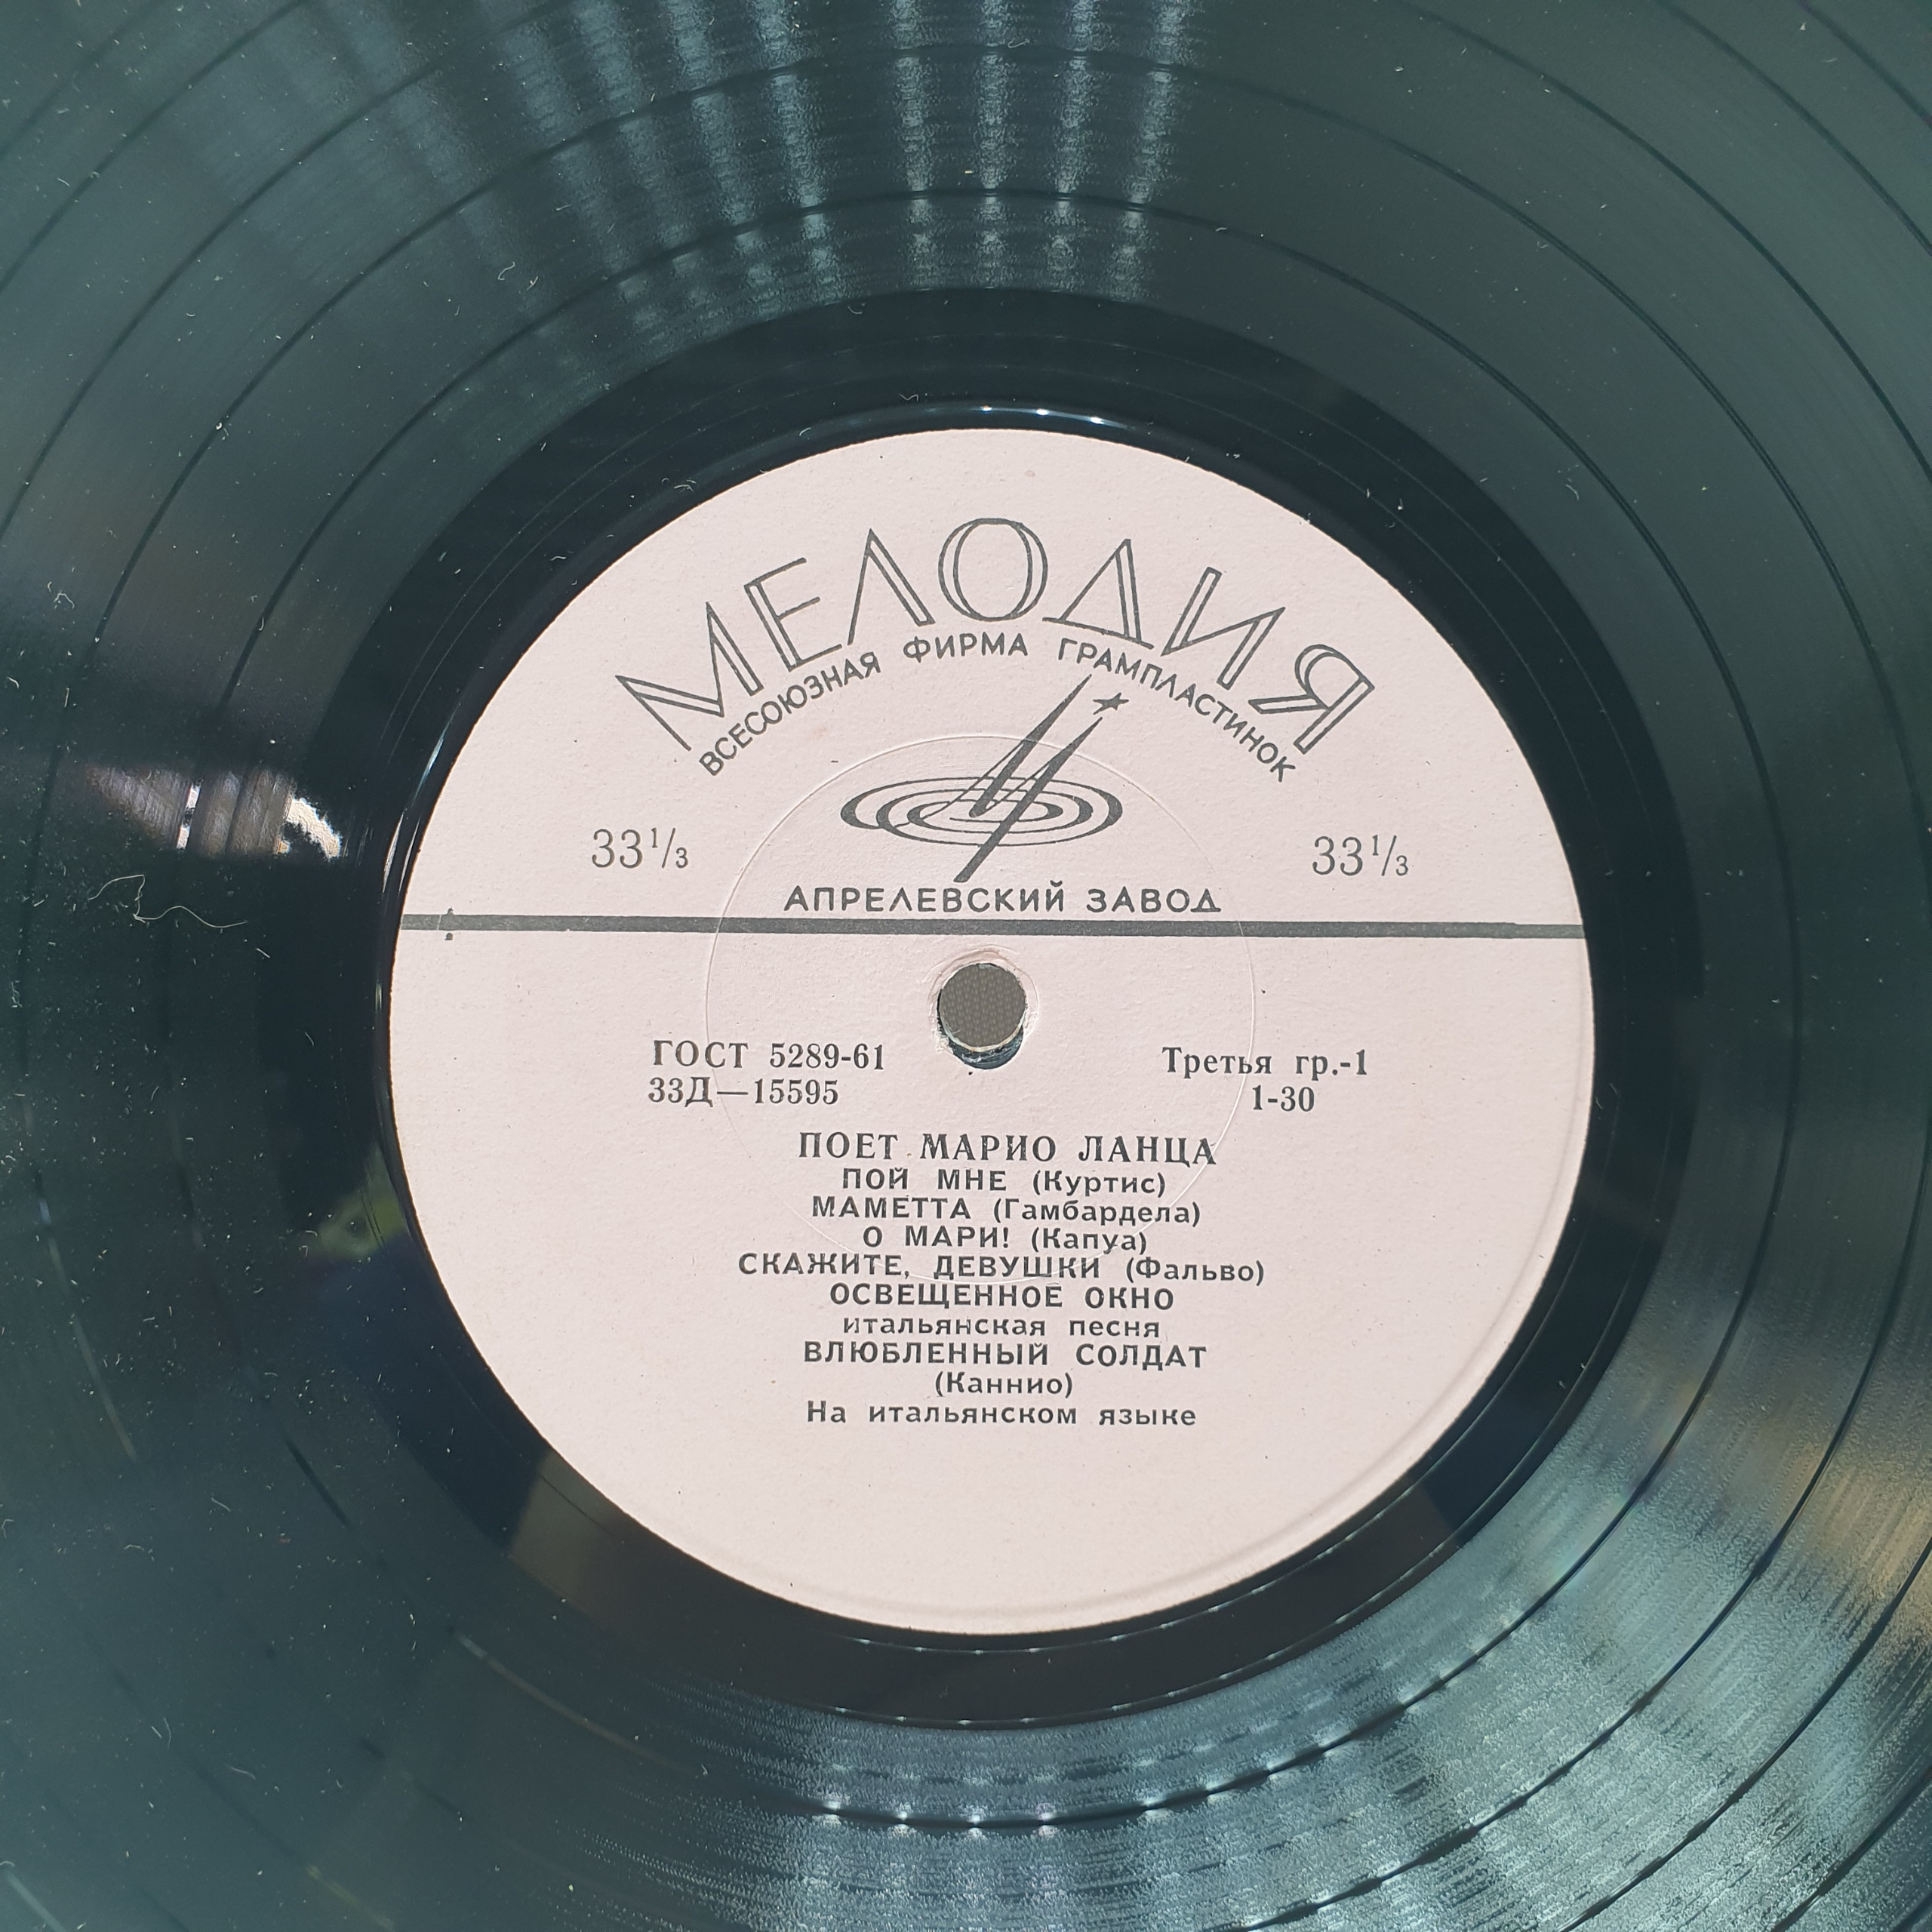 МЕЛОДИЯ
ВСЕСОЮЗНАЯ ФИРМА ГРАМПЛАСТИНОК
33 1/3 33 1/3
АПРЕЛЕВСКИЙ ЗАВОД
ГОСТ 5289-61 Третья гр.-1
33Д—15595 1-30
ПОЕТ МАРИО ЛАНЦА
ПОЙ МНЕ (Куртис)
МАМЕТТА (Гамбардела)
О МАРИ! (Капуа)
СКАЖИТЕ, ДЕВУШКИ (Фальво)
ОСВЕЩЕННОЕ ОКНО
итальянская песня
ВЛЮБЛЕННЫЙ СОЛДАТ
(Каннио)
На итальянском языке